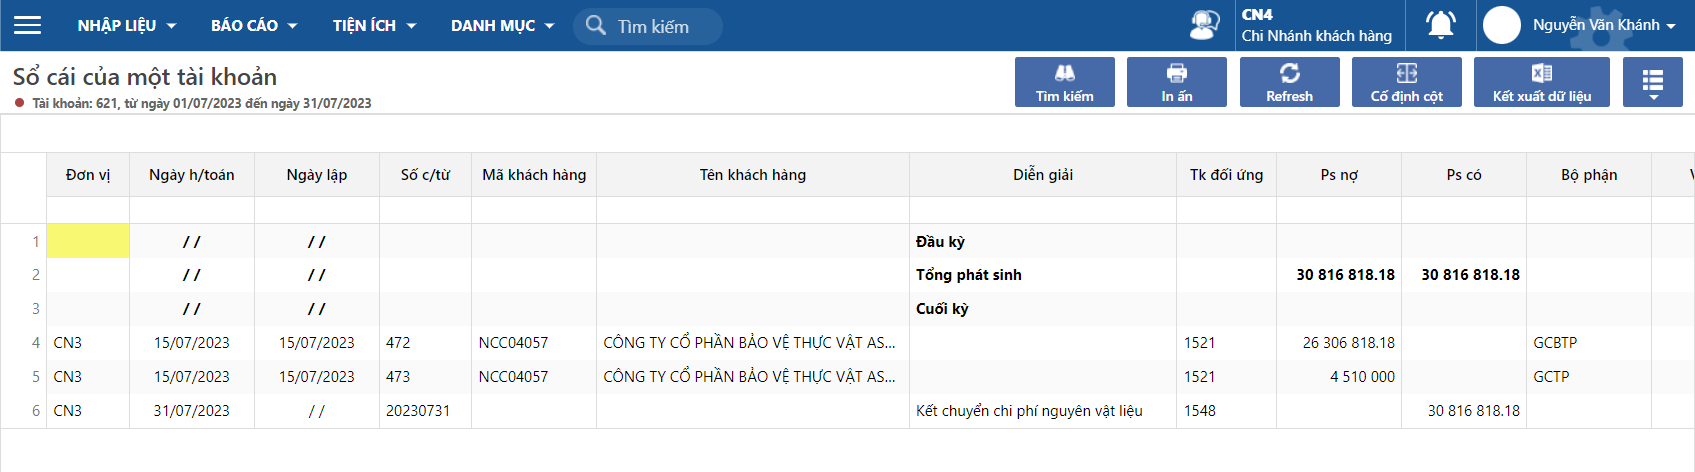 NHẬP LIỆU BÁO CÁO TIỆN ÍCH DANH MỤC Tìm kiếm CN4 Nguyễn Văn Khánh
Chi Nhánh khách hàng
Sổ cái của một tài khoản
Tài khoản: 621, từ ngày 01/07/2023 đến ngày 31/07/2023
Tìm kiếm In ấn Refresh Cố định cột Kết xuất dữ liệu
Đơn vị Ngày h/toán Ngày lập Số c/từ Mã khách hàng Tên khách hàng Diễn giải Tk đối ứng Ps nợ Ps có Bộ phận
1 / / / / Đầu kỳ
2 / / / / Tổng phát sinh 30 816 818.18 30 816 818.18
3 / / / / Cuối kỳ
4 CN3 15/07/2023 15/07/2023 472 NCC04057 CÔNG TY CỔ PHẦN BẢO VỆ THỰC VẬT AS... 1521 26 306 818.18 GCBTP
5 CN3 15/07/2023 15/07/2023 473 NCC04057 CÔNG TY CỔ PHẦN BẢO VỆ THỰC VẬT AS... 1521 4 510 000 GCTP
6 CN3 31/07/2023 / / 20230731 Kết chuyển chi phí nguyên vật liệu 1548 30 816 818.18